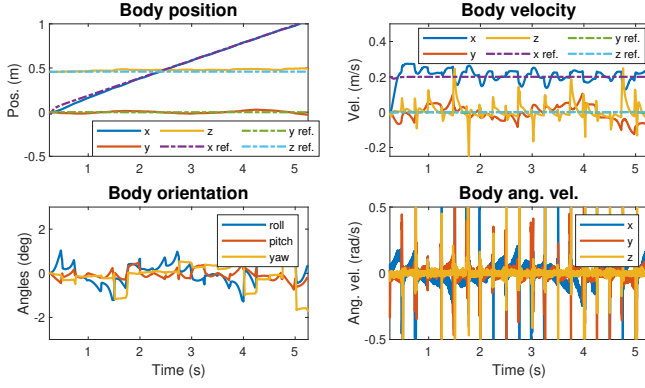 Body position
Pos. (m)
1
0.5
0
-0.5
x
z
y ref.
y
x ref.
z ref.
1
2
3
4
5
Body velocity
Vel. (m/s)
0.4
0.2
0
-0.2
x
z
y ref.
y
x ref.
z ref.
1
2
3
4
5
Body orientation
Angles (deg)
2
0
-2
roll
pitch
yaw
1
2
3
4
5
Time (s)
Body ang. vel.
Ang. vel. (rad/s)
0.5
0
-0.5
x
y
z
1
2
3
4
5
Time (s)